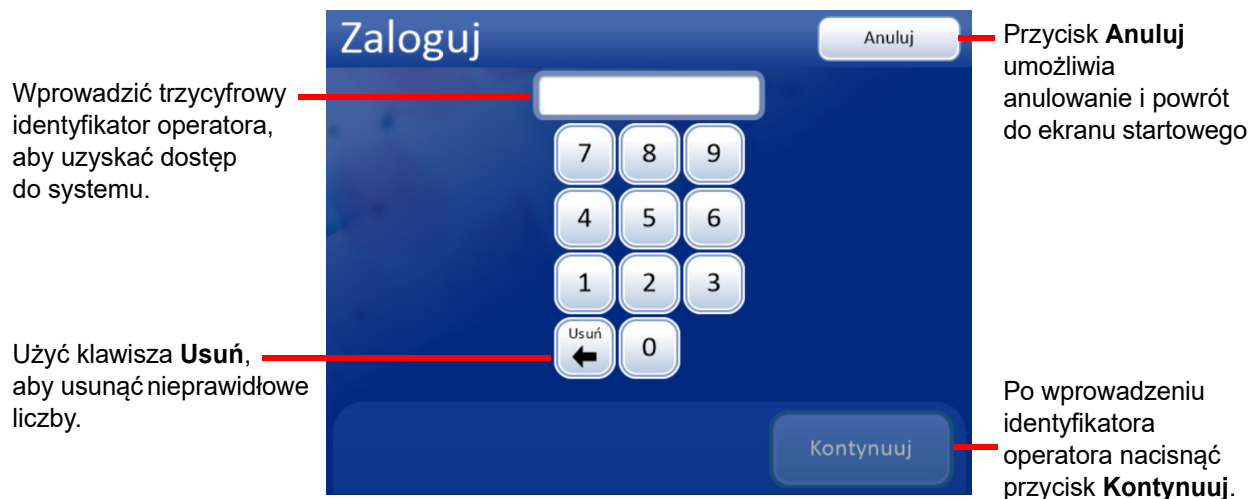 Zaloguj
Anuluj
Przycisk Anuluj
umożliwia
anulowanie i powrót
do ekranu startowego
Wprowadzić trzycyfrowy
identyfikator operatora,
aby uzyskać dostęp
do systemu.
7 8 9
4 5 6
1 2 3
Usuń
0
Użyć klawisza Usuń,
aby usunąć nieprawidłowe
liczby.
Kontynuuj
Po wprowadzeniu
identyfikatora
operatora nacisnąć
przycisk Kontynuuj.